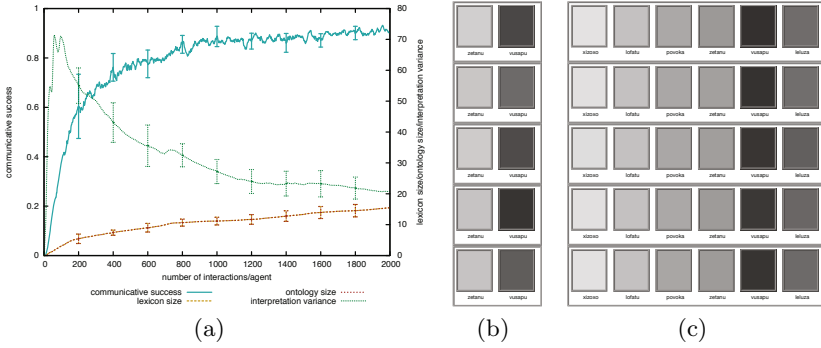 communicative success
1
0.8
0.6
0.4
0.2
0
80
70
60
50
40
30
20
10
0
lexicon size/ontology size/interpretation variance
0 200 400 600 800 1000 1200 1400 1600 1800 2000
number of interactions/agent
communicative success ontology size
lexicon size interpretation variance
(a)
zetanu vusapu
zetanu vusapu
zetanu vusapu
zetanu vusapu
zetanu vusapu
(b)
xizoso lofatu povoka zetanu vusapu leluza
xizoso lofatu povoka zetanu vusapu leluza
xizoso lofatu povoka zetanu vusapu leluza
xizoso lofatu povoka zetanu vusapu leluza
xizoso lofatu povoka zetanu vusapu leluza
(c)